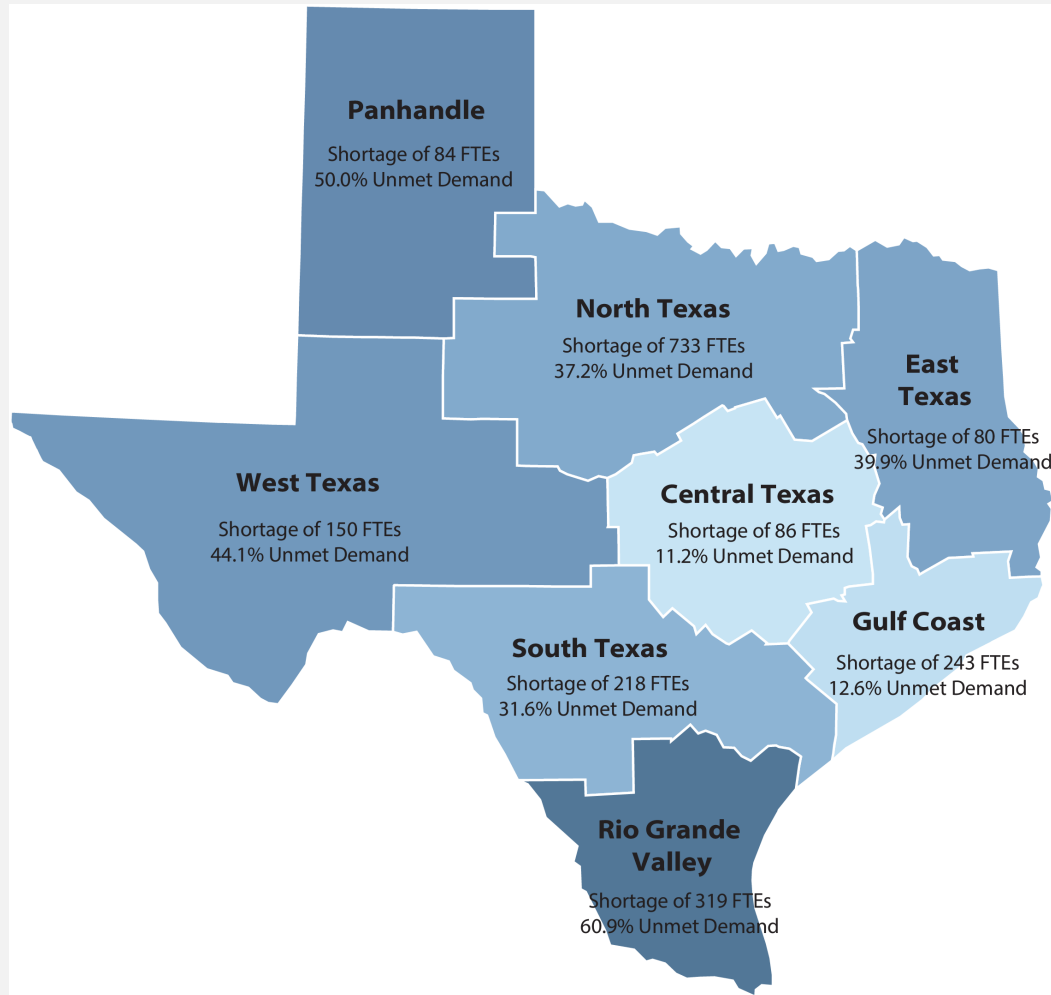 Panhandle
Shortage of 84 FTEs
50.0% Unmet Demand
North Texas
Shortage of 733 FTEs
37.2% Unmet Demand
East
Texas
Shortage of 80 FTEs
39.9% Unmet Demand
West Texas
Shortage of 150 FTEs
44.1% Unmet Demand
Central Texas
Shortage of 86 FTEs
11.2% Unmet Demand
Gulf Coast
Shortage of 243 FTEs
12.6% Unmet Demand
South Texas
Shortage of 218 FTEs
31.6% Unmet Demand
Rio Grande
Valley
Shortage of 319 FTEs
60.9% Unmet Demand